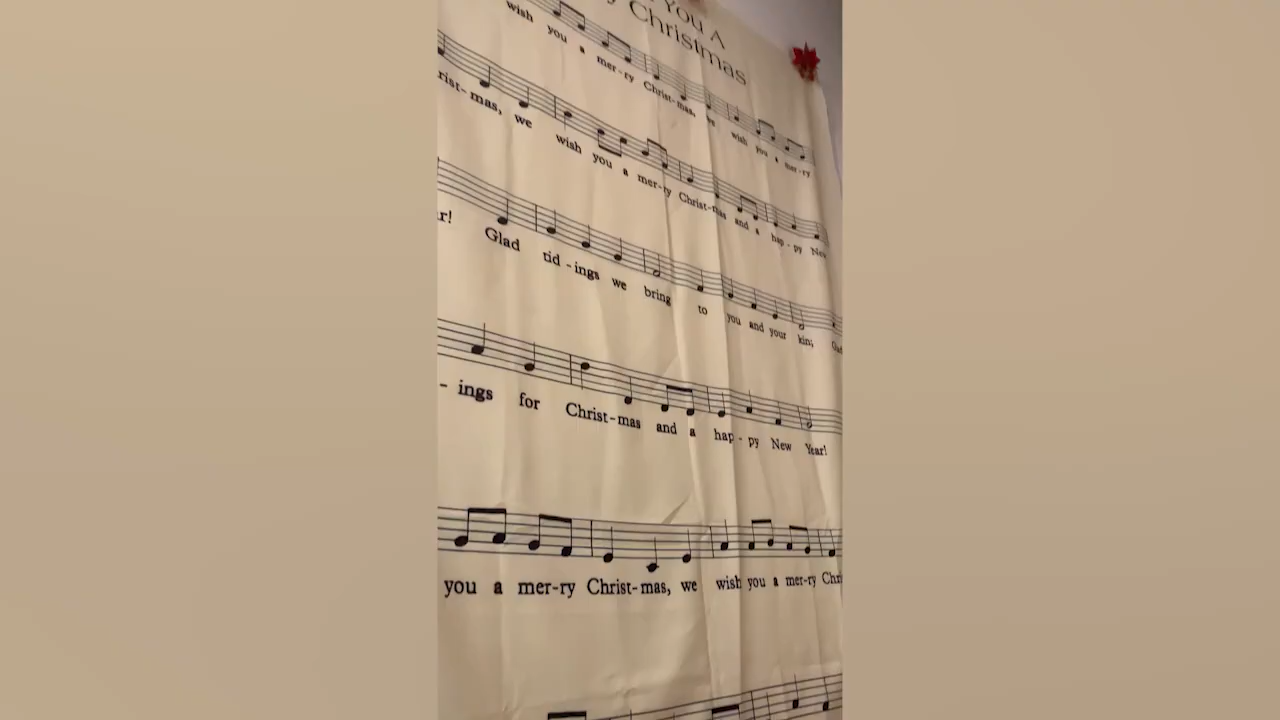 You A
Christmas
wish you a mer-ry Christ-mas, we wish you a mer-ry
rist-mas, we wish you a mer-ry Christ-mas and a hap-py New
r! Glad tid-ings we bring to you and your kin; Glad
-ings for Christ-mas and a hap-py New Year!
you a mer-ry Christ-mas, we wish you a mer-ry Chri